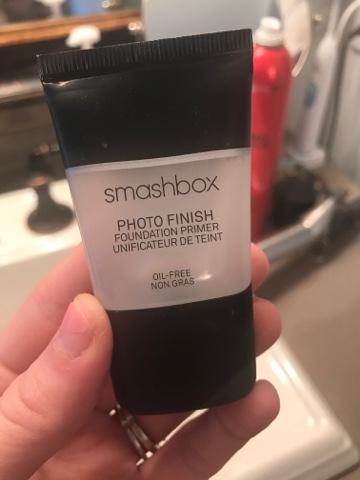 smashbox
PHOTO FINISH
FOUNDATION PRIMER
UNIFICATEUR DE TEINT
OIL-FREE
NON GRAS